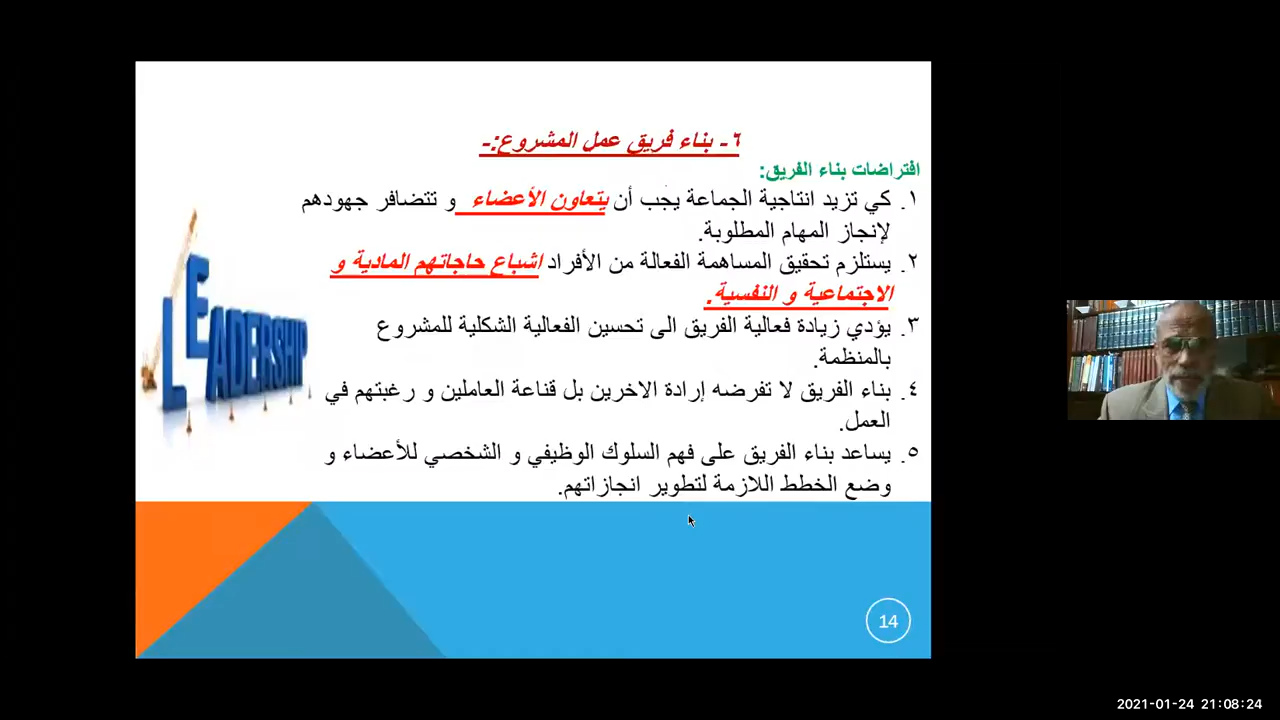 ٦- بناء فريق عمل المشروع:-
افتراضات بناء الفريق:
١. كي تزيد انتاجية الجماعة يجب أن يتعاون الأعضاء و تتضافر جهودهم
لإنجاز المهام المطلوبة.
٢. يستلزم تحقيق المساهمة الفعالة من الأفراد اشباع حاجاتهم المادية و
الاجتماعية و النفسية.
٣. يؤدي زيادة فعالية الفريق الى تحسين الفعالية الشكلية للمشروع
بالمنظمة.
٤. بناء الفريق لا تفرضه إرادة الاخرين بل قناعة العاملين و رغبتهم في
العمل.
٥. يساعد بناء الفريق على فهم السلوك الوظيفي و الشخصي للأعضاء و
وضع الخطط اللازمة لتطوير انجازاتهم.
LEADERSHIP
14
2021-01-24 21:08:24